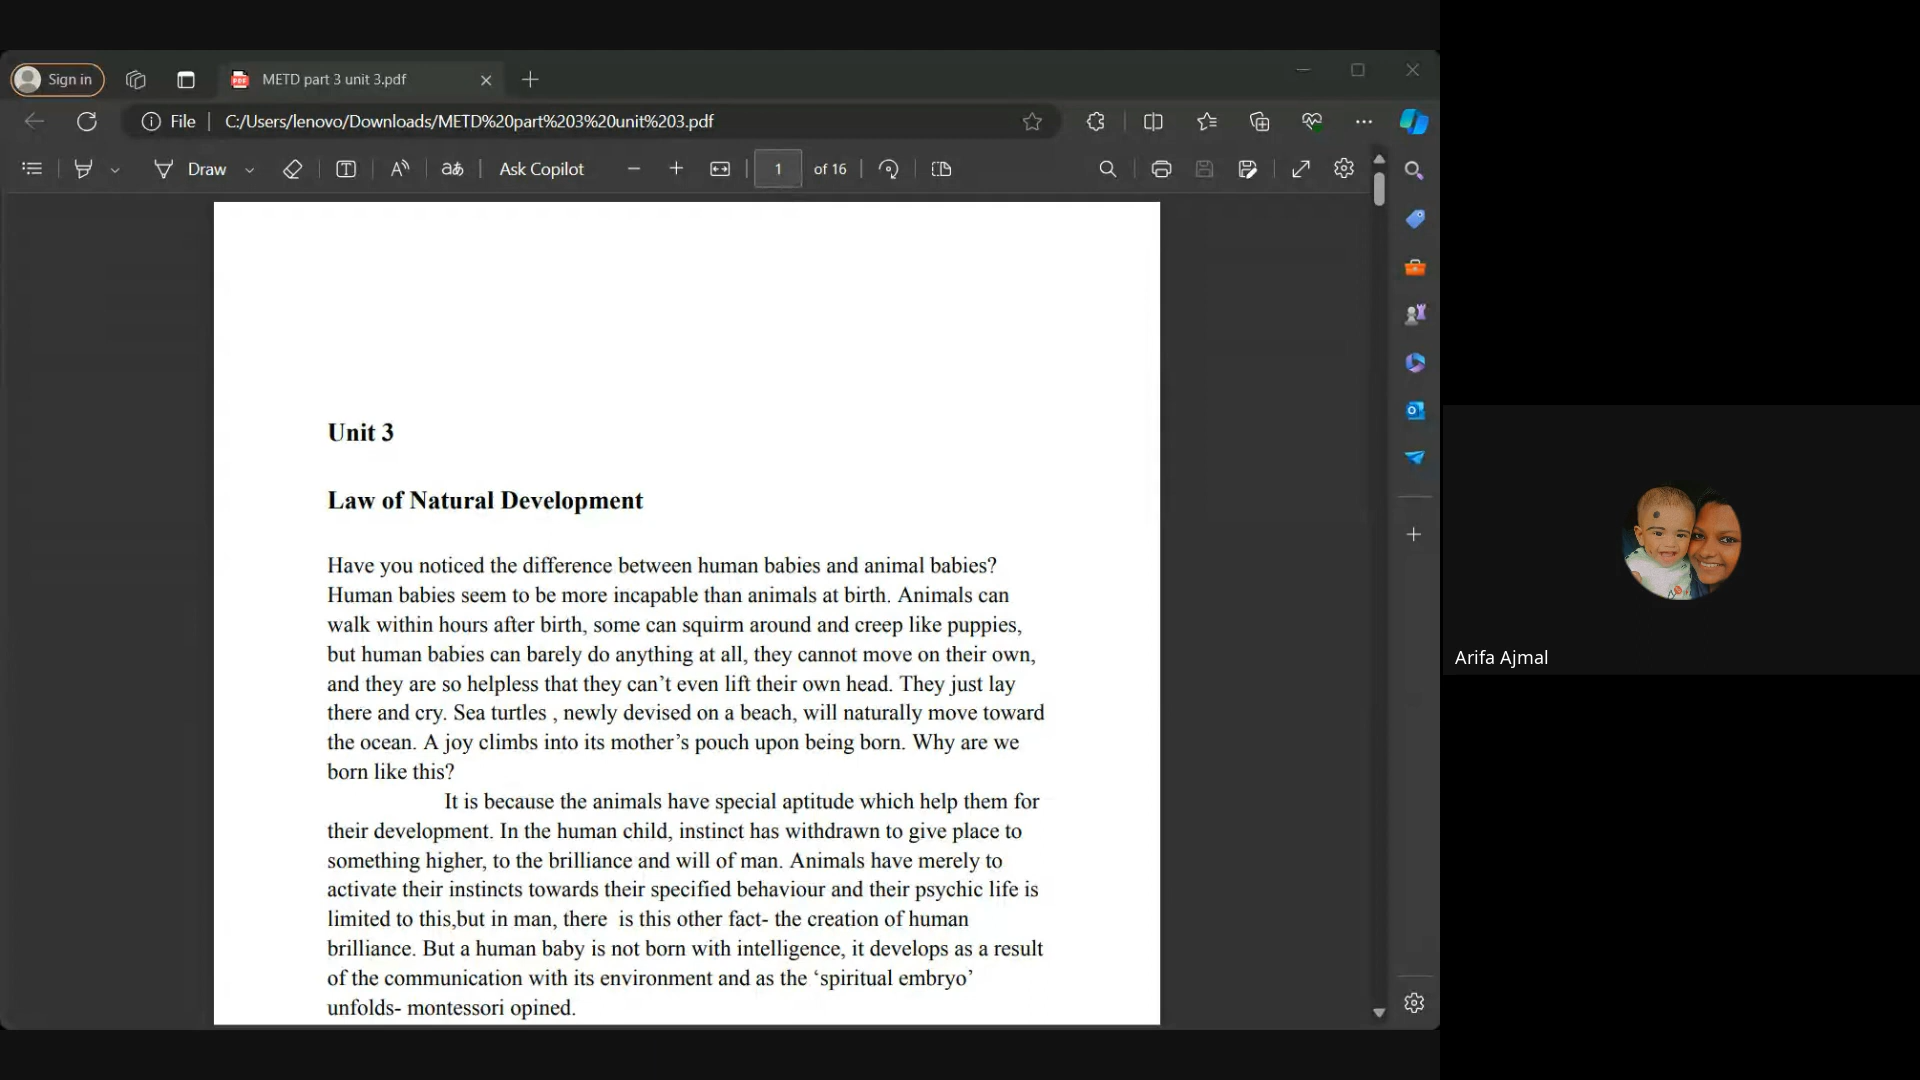 Sign in
METD part 3 unit 3.pdf
File
C:/Users/lenovo/Downloads/METD%20part%203%20unit%203.pdf
Draw
Ask Copilot
1 of 16
Unit 3
Law of Natural Development
Have you noticed the difference between human babies and animal babies?
Human babies seem to be more incapable than animals at birth. Animals can
walk within hours after birth, some can squirm around and creep like puppies,
but human babies can barely do anything at all, they cannot move on their own,
and they are so helpless that they can’t even lift their own head. They just lay
there and cry. Sea turtles , newly devised on a beach, will naturally move toward
the ocean. A joy climbs into its mother’s pouch upon being born. Why are we
born like this?
It is because the animals have special aptitude which help them for
their development. In the human child, instinct has withdrawn to give place to
something higher, to the brilliance and will of man. Animals have merely to
activate their instincts towards their specified behaviour and their psychic life is
limited to this,but in man, there  is this other fact- the creation of human
brilliance. But a human baby is not born with intelligence, it develops as a result
of the communication with its environment and as the ‘spiritual embryo’
unfolds- montessori opined.
Arifa Ajmal